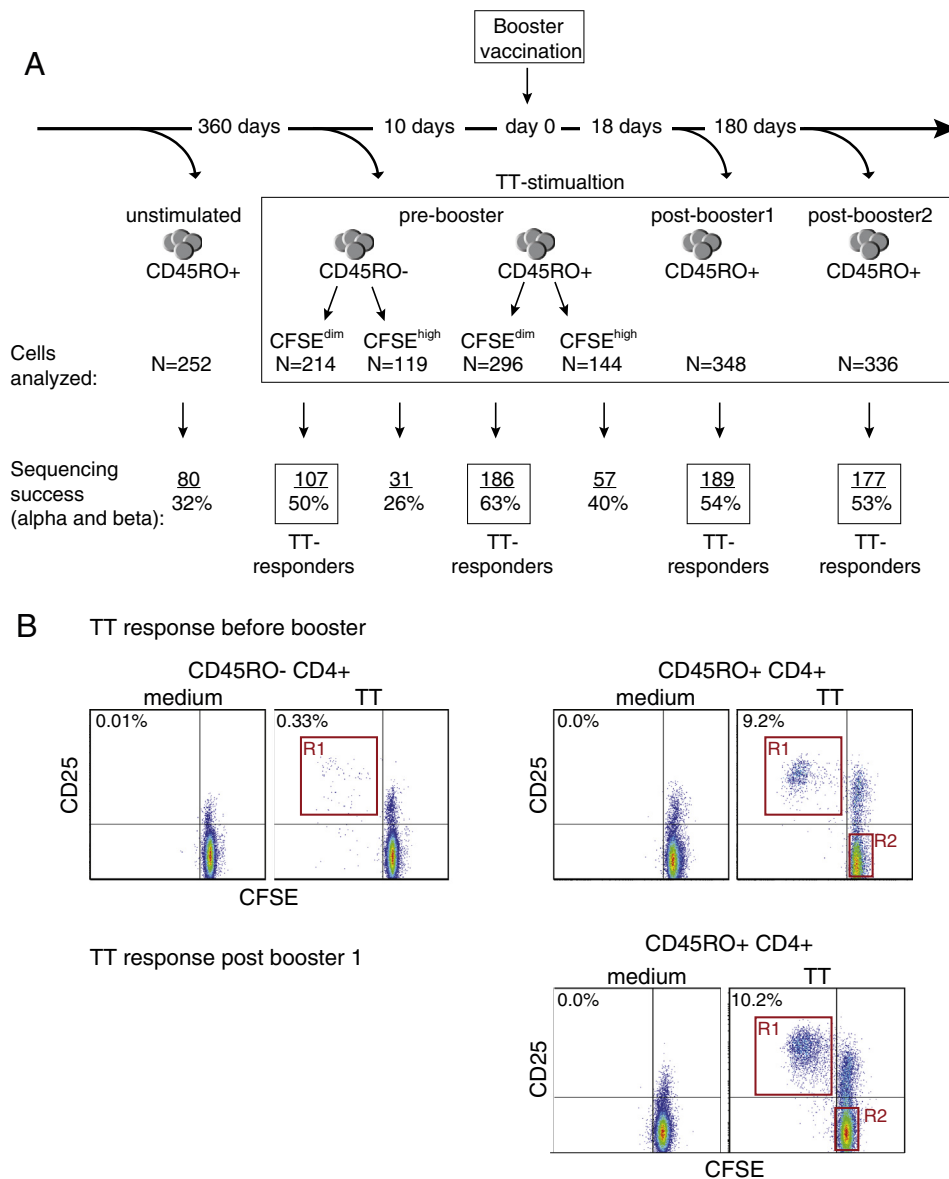 A
Booster
vaccination
360 days 10 days day 0 18 days 180 days
TT-stimualtion
unstimulated pre-booster post-booster1 post-booster2
CD45RO+ CD45RO- CD45RO+ CD45RO+ CD45RO+
CFSEdim CFSEhigh CFSEdim CFSEhigh
Cells
analyzed:
N=252 N=214 N=119 N=296 N=144 N=348 N=336
Sequencing
success
(alpha and beta):
80 107 31 186 57 189 177
32% 50% 26% 63% 40% 54% 53%
TT- TT- TT- TT-
responders responders responders responders
B
TT response before booster
CD45RO- CD4+ CD45RO+ CD4+
medium TT medium TT
0.01% 0.33% 0.0% 9.2%
R1 R1
R2
CD25 CD25
CFSE
TT response post booster 1
CD45RO+ CD4+
medium TT
0.0% 10.2%
R1
R2
CD25
CFSE